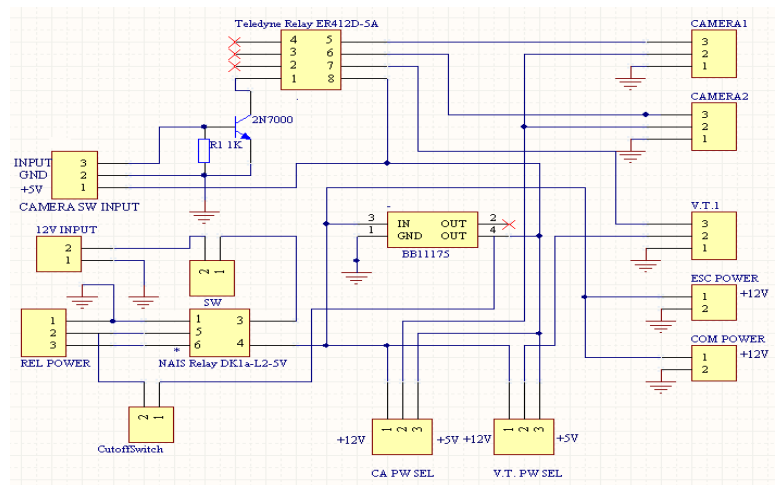 Teledyne Relay ER412D-5A
4 5
3 6
2 7
1 8
CAMERA1
3
2
1
2N7000
R1 1K
CAMERA2
3
2
1
INPUT 3
GND 2
+5V 1
CAMERA SW INPUT
V.T.1
3
2
1
12V INPUT
2
1
3 IN OUT 2
1 GND OUT 4
BB11175
2 1
SW
ESC POWER
1 +12V
2
1
2
3
REL POWER
1 3
5
6 4
*
NAIS Relay DK1a-L2-5V
COM POWER
1 +12V
2
2 1
CutoffSwitch
+12V 1 2 3 +5V
CA PW SEL
+12V 1 2 3 +5V
V.T. PW SEL